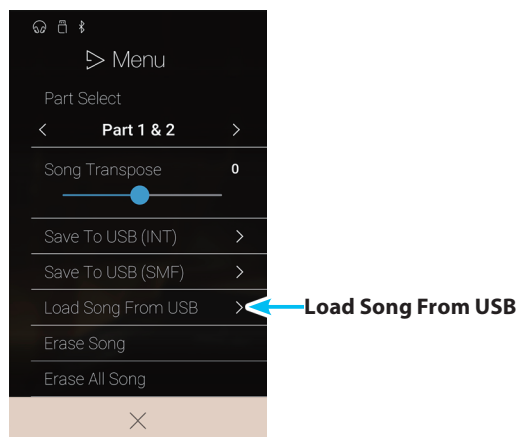 Menu
Part Select
< Part 1 & 2 >
Song Transpose 0
Save To USB (INT) >
Save To USB (SMF) >
Load Song From USB > Load Song From USB
Erase Song
Erase All Song